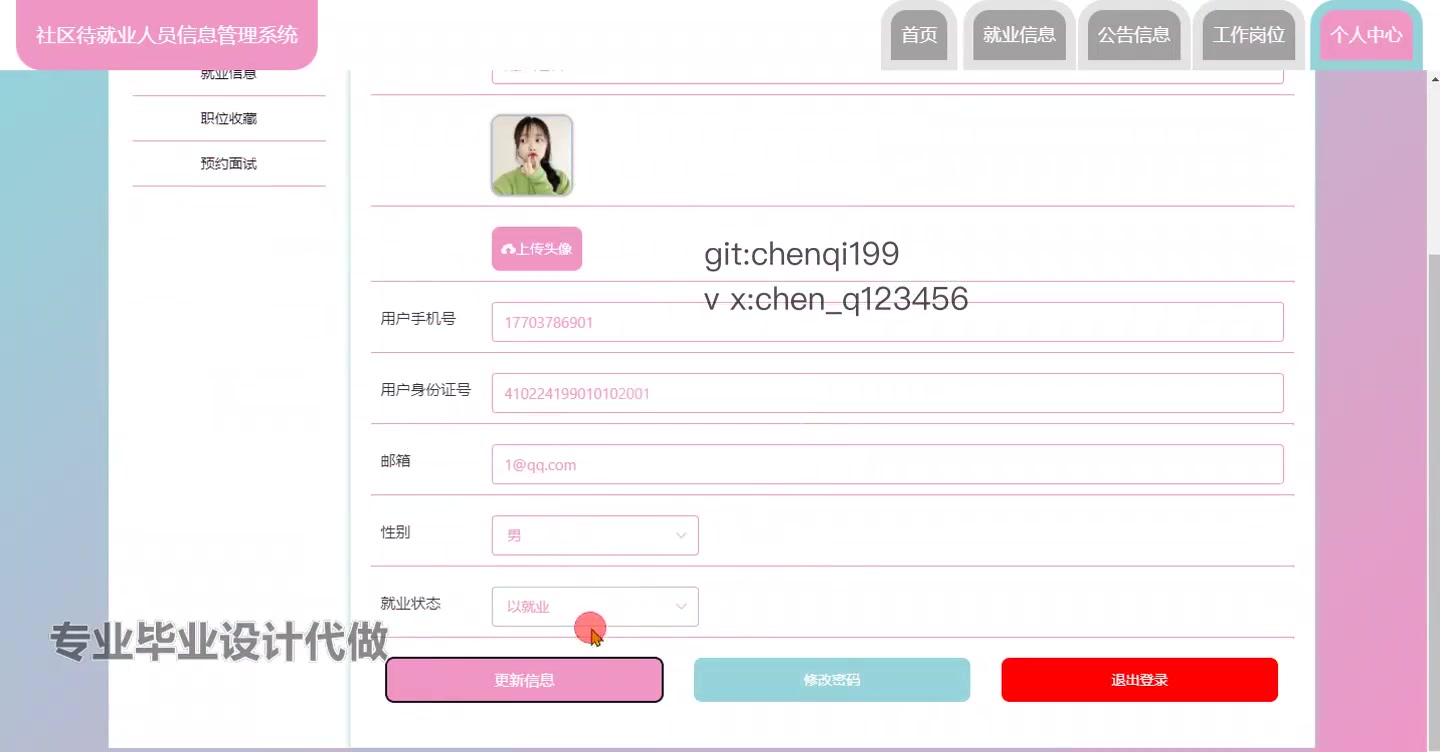 社区待就业人员信息管理系统
首页
就业信息
公告信息
工作岗位
个人中心
就业信息
职位收藏
预约面试
上传头像
git:chenqi199
v x:chen_q123456
用户手机号
17703786901
用户身份证号
410224199010102001
邮箱
1@qq.com
性别
男
就业状态
以就业
专业毕业设计代做
更新信息
修改密码
退出登录